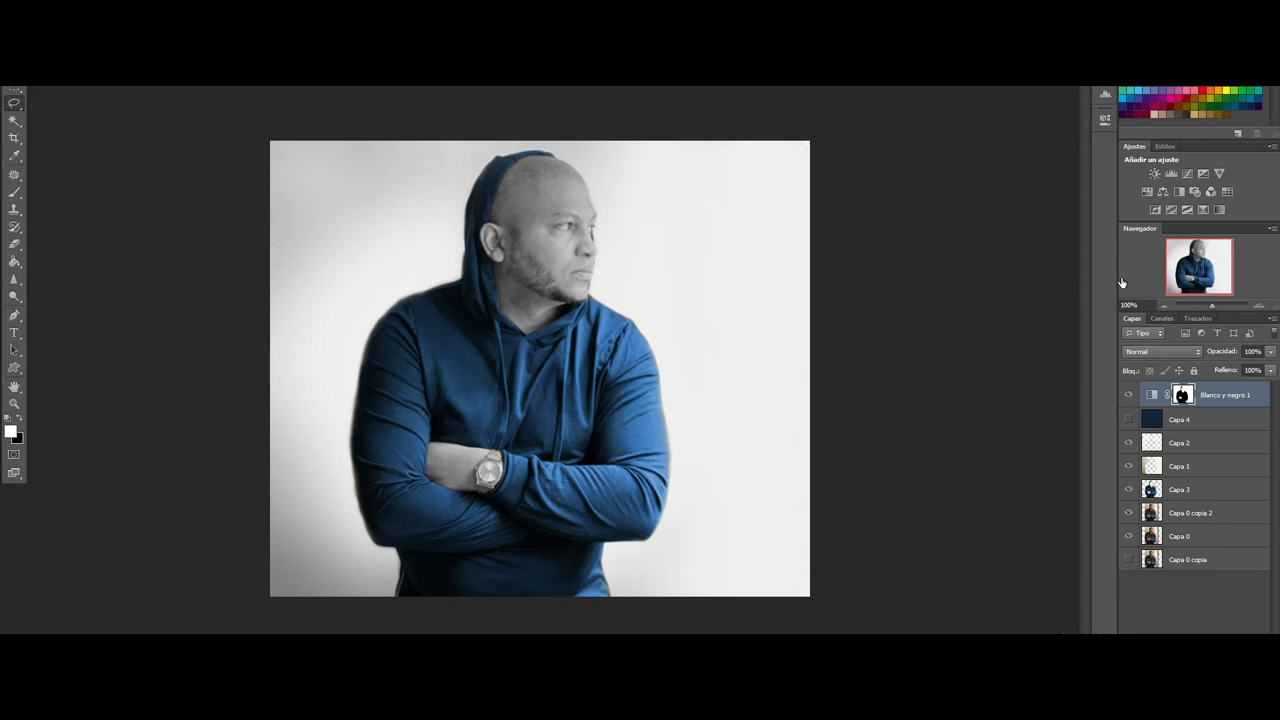 Ajustes Estilos
Añadir un ajuste
Navegador
100%
Capas Canales Trazados
Tipo
Normal Opacidad: 100%
Bloq.: Relleno: 100%
Blanco y negro 1
Capa 4
Capa 2
Capa 1
Capa 3
Capa 0 copia 2
Capa 0
Capa 0 copia